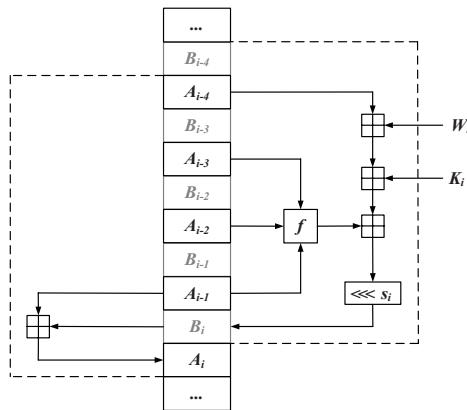 ...
B_{i-4}
A_{i-4}
B_{i-3}
W
K_i
A_{i-3}
B_{i-2}
A_{i-2}
f
B_{i-1}
A_{i-1}
<<< s_i
B_i
A_i
...